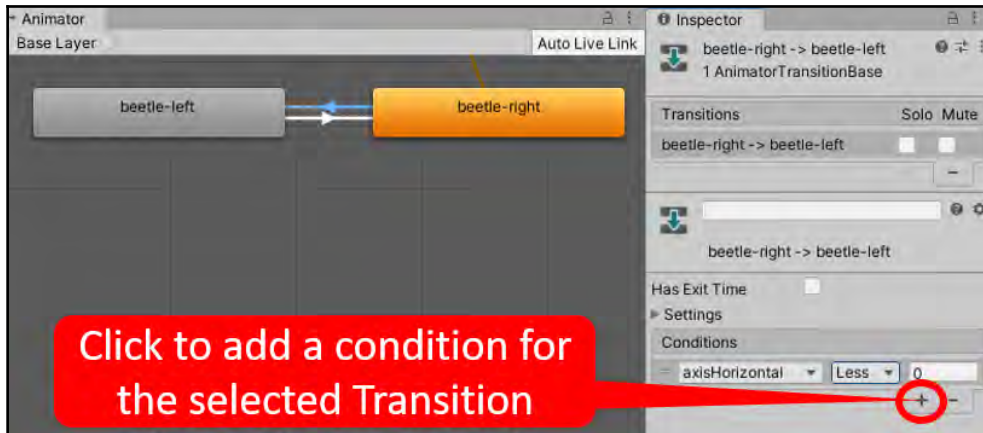 Animator
Base Layer
Auto Live Link
beetle-left
beetle-right
Inspector
beetle-right -> beetle-left
1 AnimatorTransitionBase
Transitions Solo Mute
beetle-right -> beetle-left
beetle-right -> beetle-left
Has Exit Time
Settings
Conditions
axisHorizontal Less 0
Click to add a condition for
the selected Transition